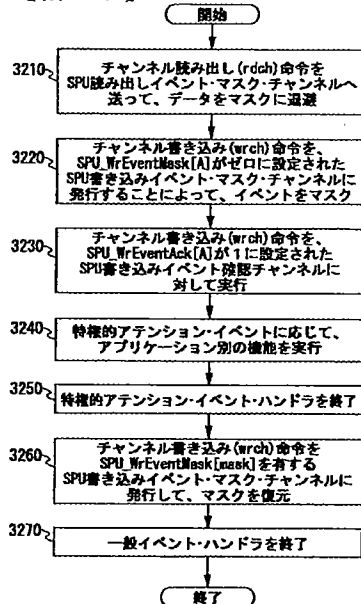 開始
3210
チャンネル読み出し(rdch)命令を
SPU読み出しイベント・マスク・チャンネルへ
送って、データをマスクに退避
3220
チャンネル書き込み(wrch)命令を、
SPU_WrEventMask[A]がゼロに設定された
SPU書き込みイベント・マスク・チャンネルに
発行することによって、イベントをマスク
3230
チャンネル書き込み(wrch)命令を、
SPU_WrEventAck[A]が1に設定された
SPU書き込みイベント確認チャンネルに
対して実行
3240
特権的アテンション・イベントに応じて、
アプリケーション別の機能を実行
3250
特権的アテンション・イベント・ハンドラを終了
3260
チャンネル書き込み(wrch)命令を
SPU_WrEventMask[mask]を有する
SPU書き込みイベント・マスク・チャンネルに
発行して、マスクを復元
3270
一般イベント・ハンドラを終了
終了